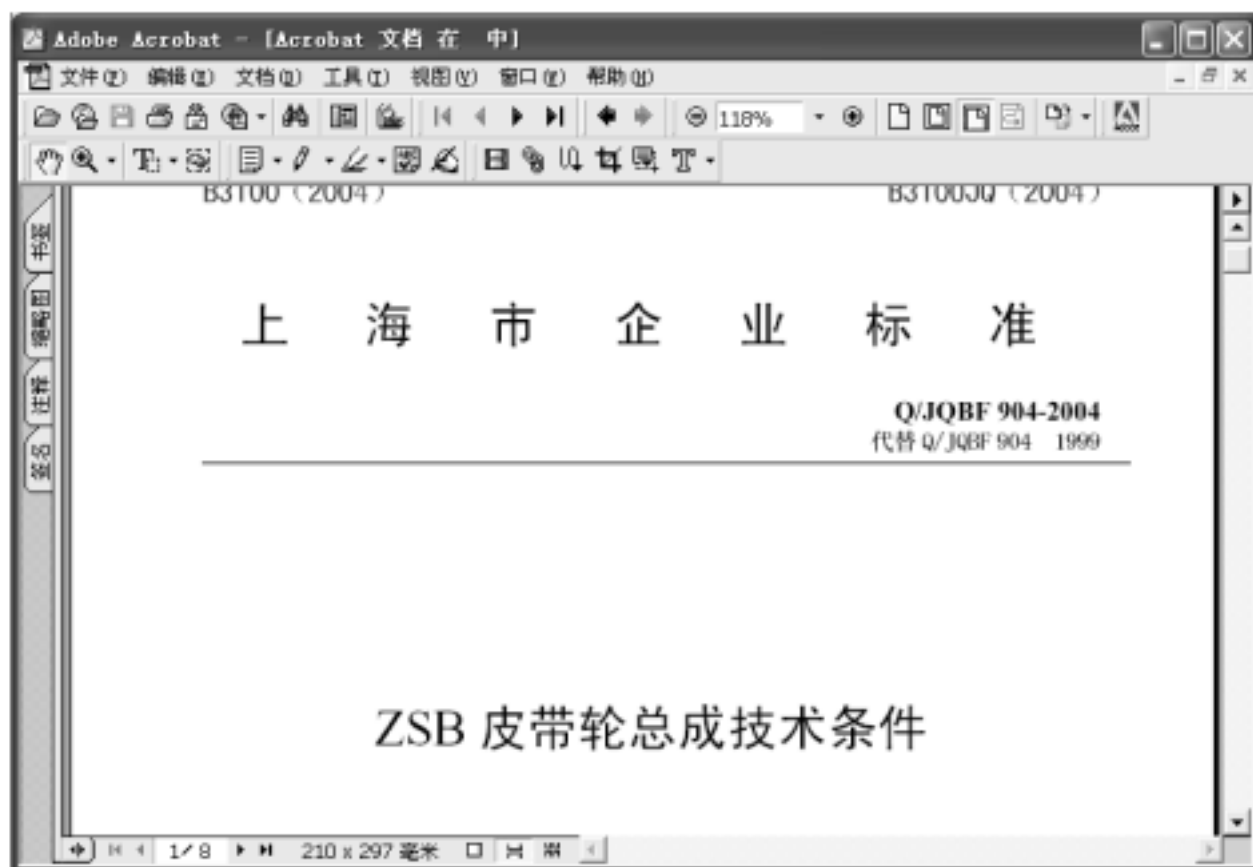 Adobe Acrobat - [Acrobat 文档 在 中]
文件(F) 编辑(E) 文档(D) 工具(T) 视图(V) 窗口(W) 帮助(H)
118%
B3100（2004） B3100JQ（2004）
书签
缩略图
注释
签名
上海市企业标准
Q/JQBF 904-2004
代替 Q/JQBF 904 1999
ZSB 皮带轮总成技术条件
1/8 210 x 297 毫米